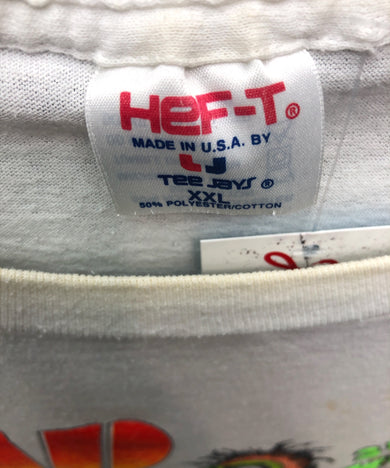 HeF-T®
MADE IN U.S.A. BY
Tee Jays ®
XXL
50% POLYESTER/COTTON